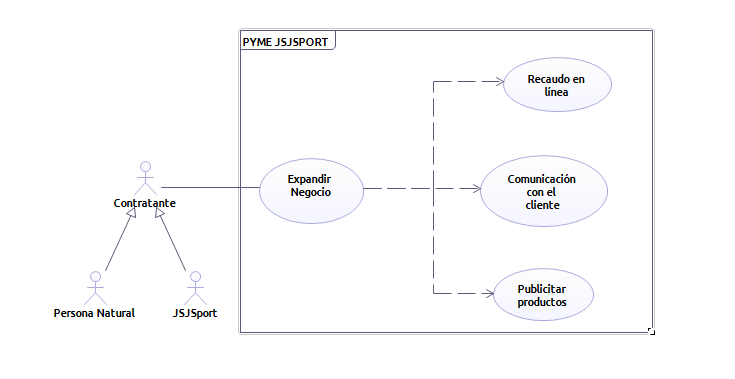 PYME JSJSPORT
Recaudo en
línea
Expandir
Negocio
Comunicación
con el
cliente
Contratante
Publicitar
productos
Persona Natural
JSJSport